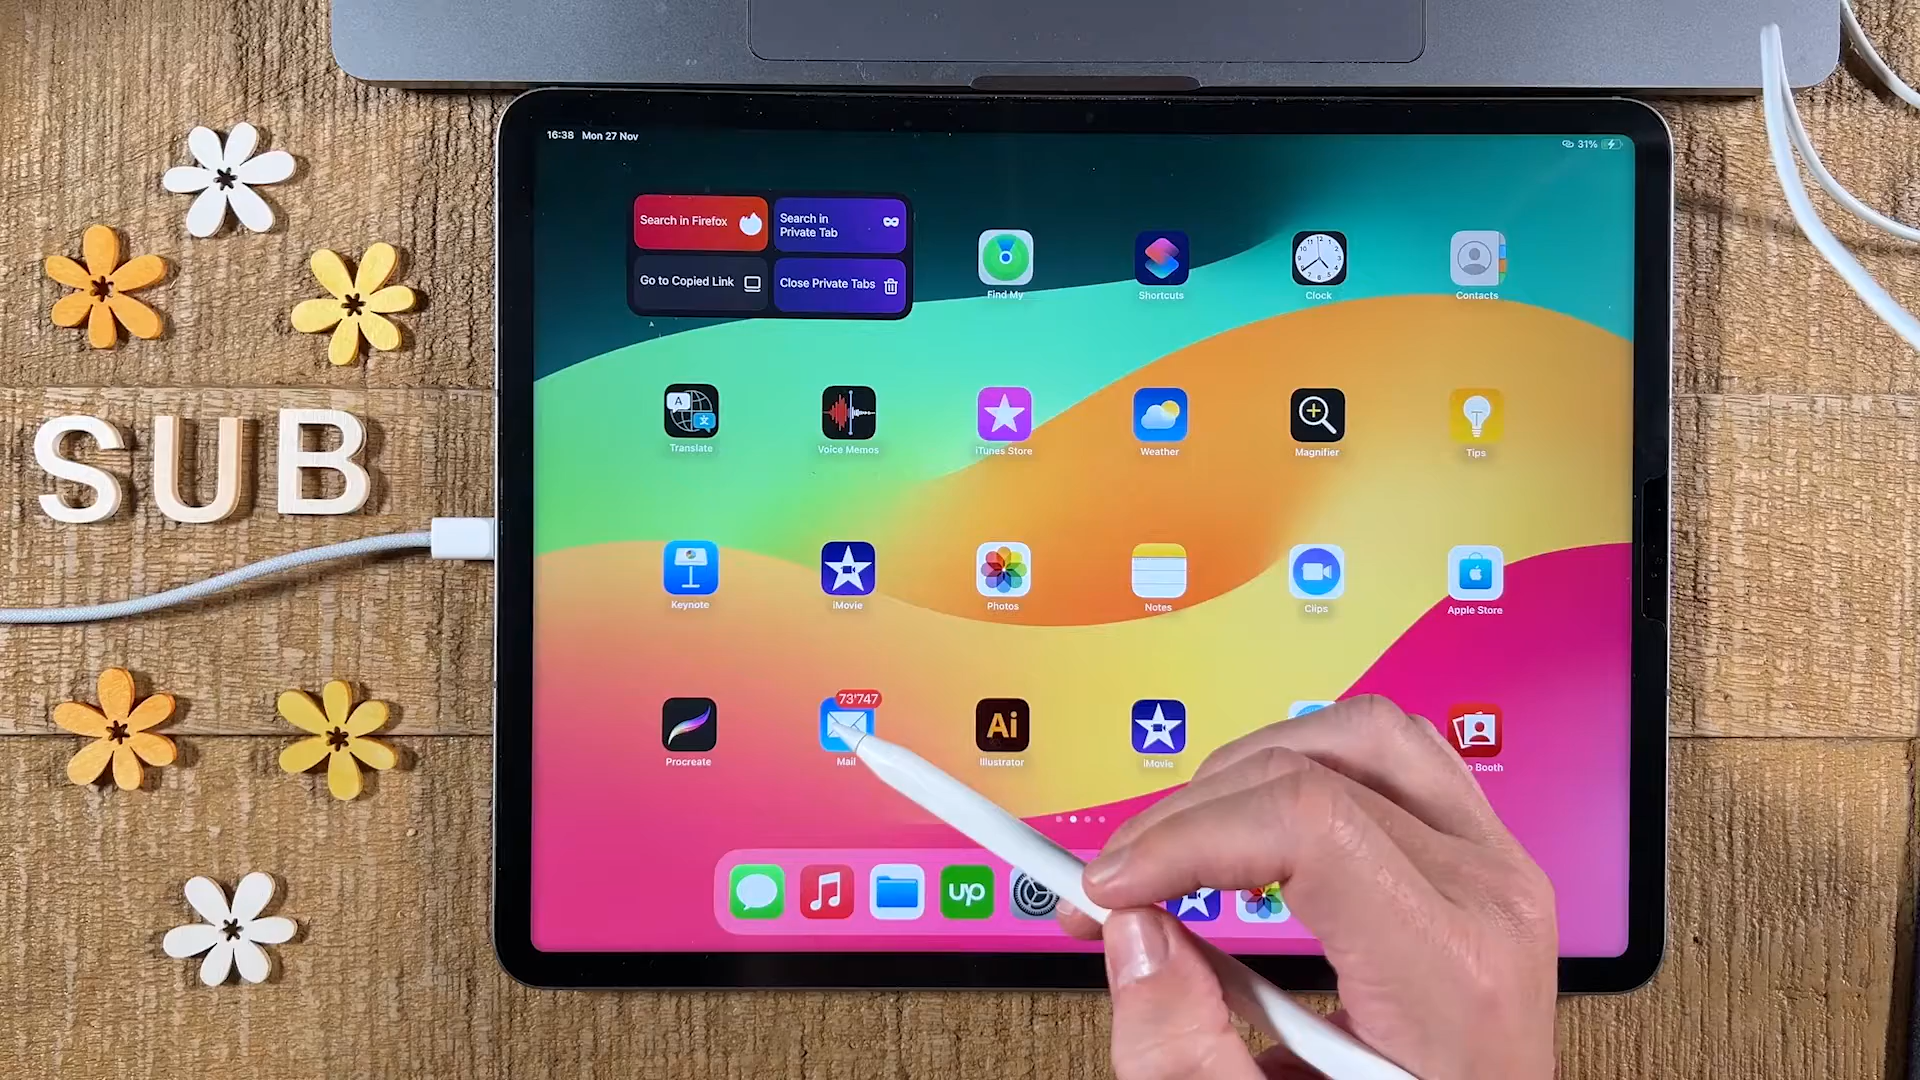 16:38 Mon 27 Nov
31%
Search in Firefox
Search in
Private Tab
Go to Copied Link
Close Private Tabs
Find My
Shortcuts
Clock
Contacts
Translate
Voice Memos
iTunes Store
Weather
Magnifier
Tips
SUB
Keynote
iMovie
Photos
Notes
Clips
Apple Store
73'747
Ai
Procreate
Mail
Illustrator
iMovie
Booth
up